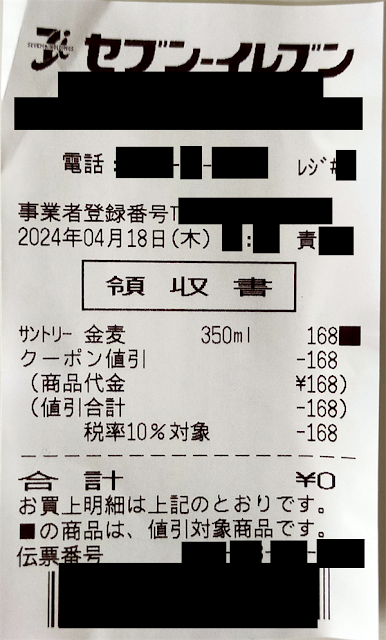 セブン-イレブン
電話: - -
レジ#
事業者登録番号T
2024年04月18日(木) : 責
領収書
サントリー 金麦 350ml 168
クーポン値引 -168
(商品代金 ¥168)
(値引合計 -168)
税率10%対象 -168
合計 ¥0
お買上明細は上記のとおりです。
の商品は、値引対象商品です。
伝票番号 - - -